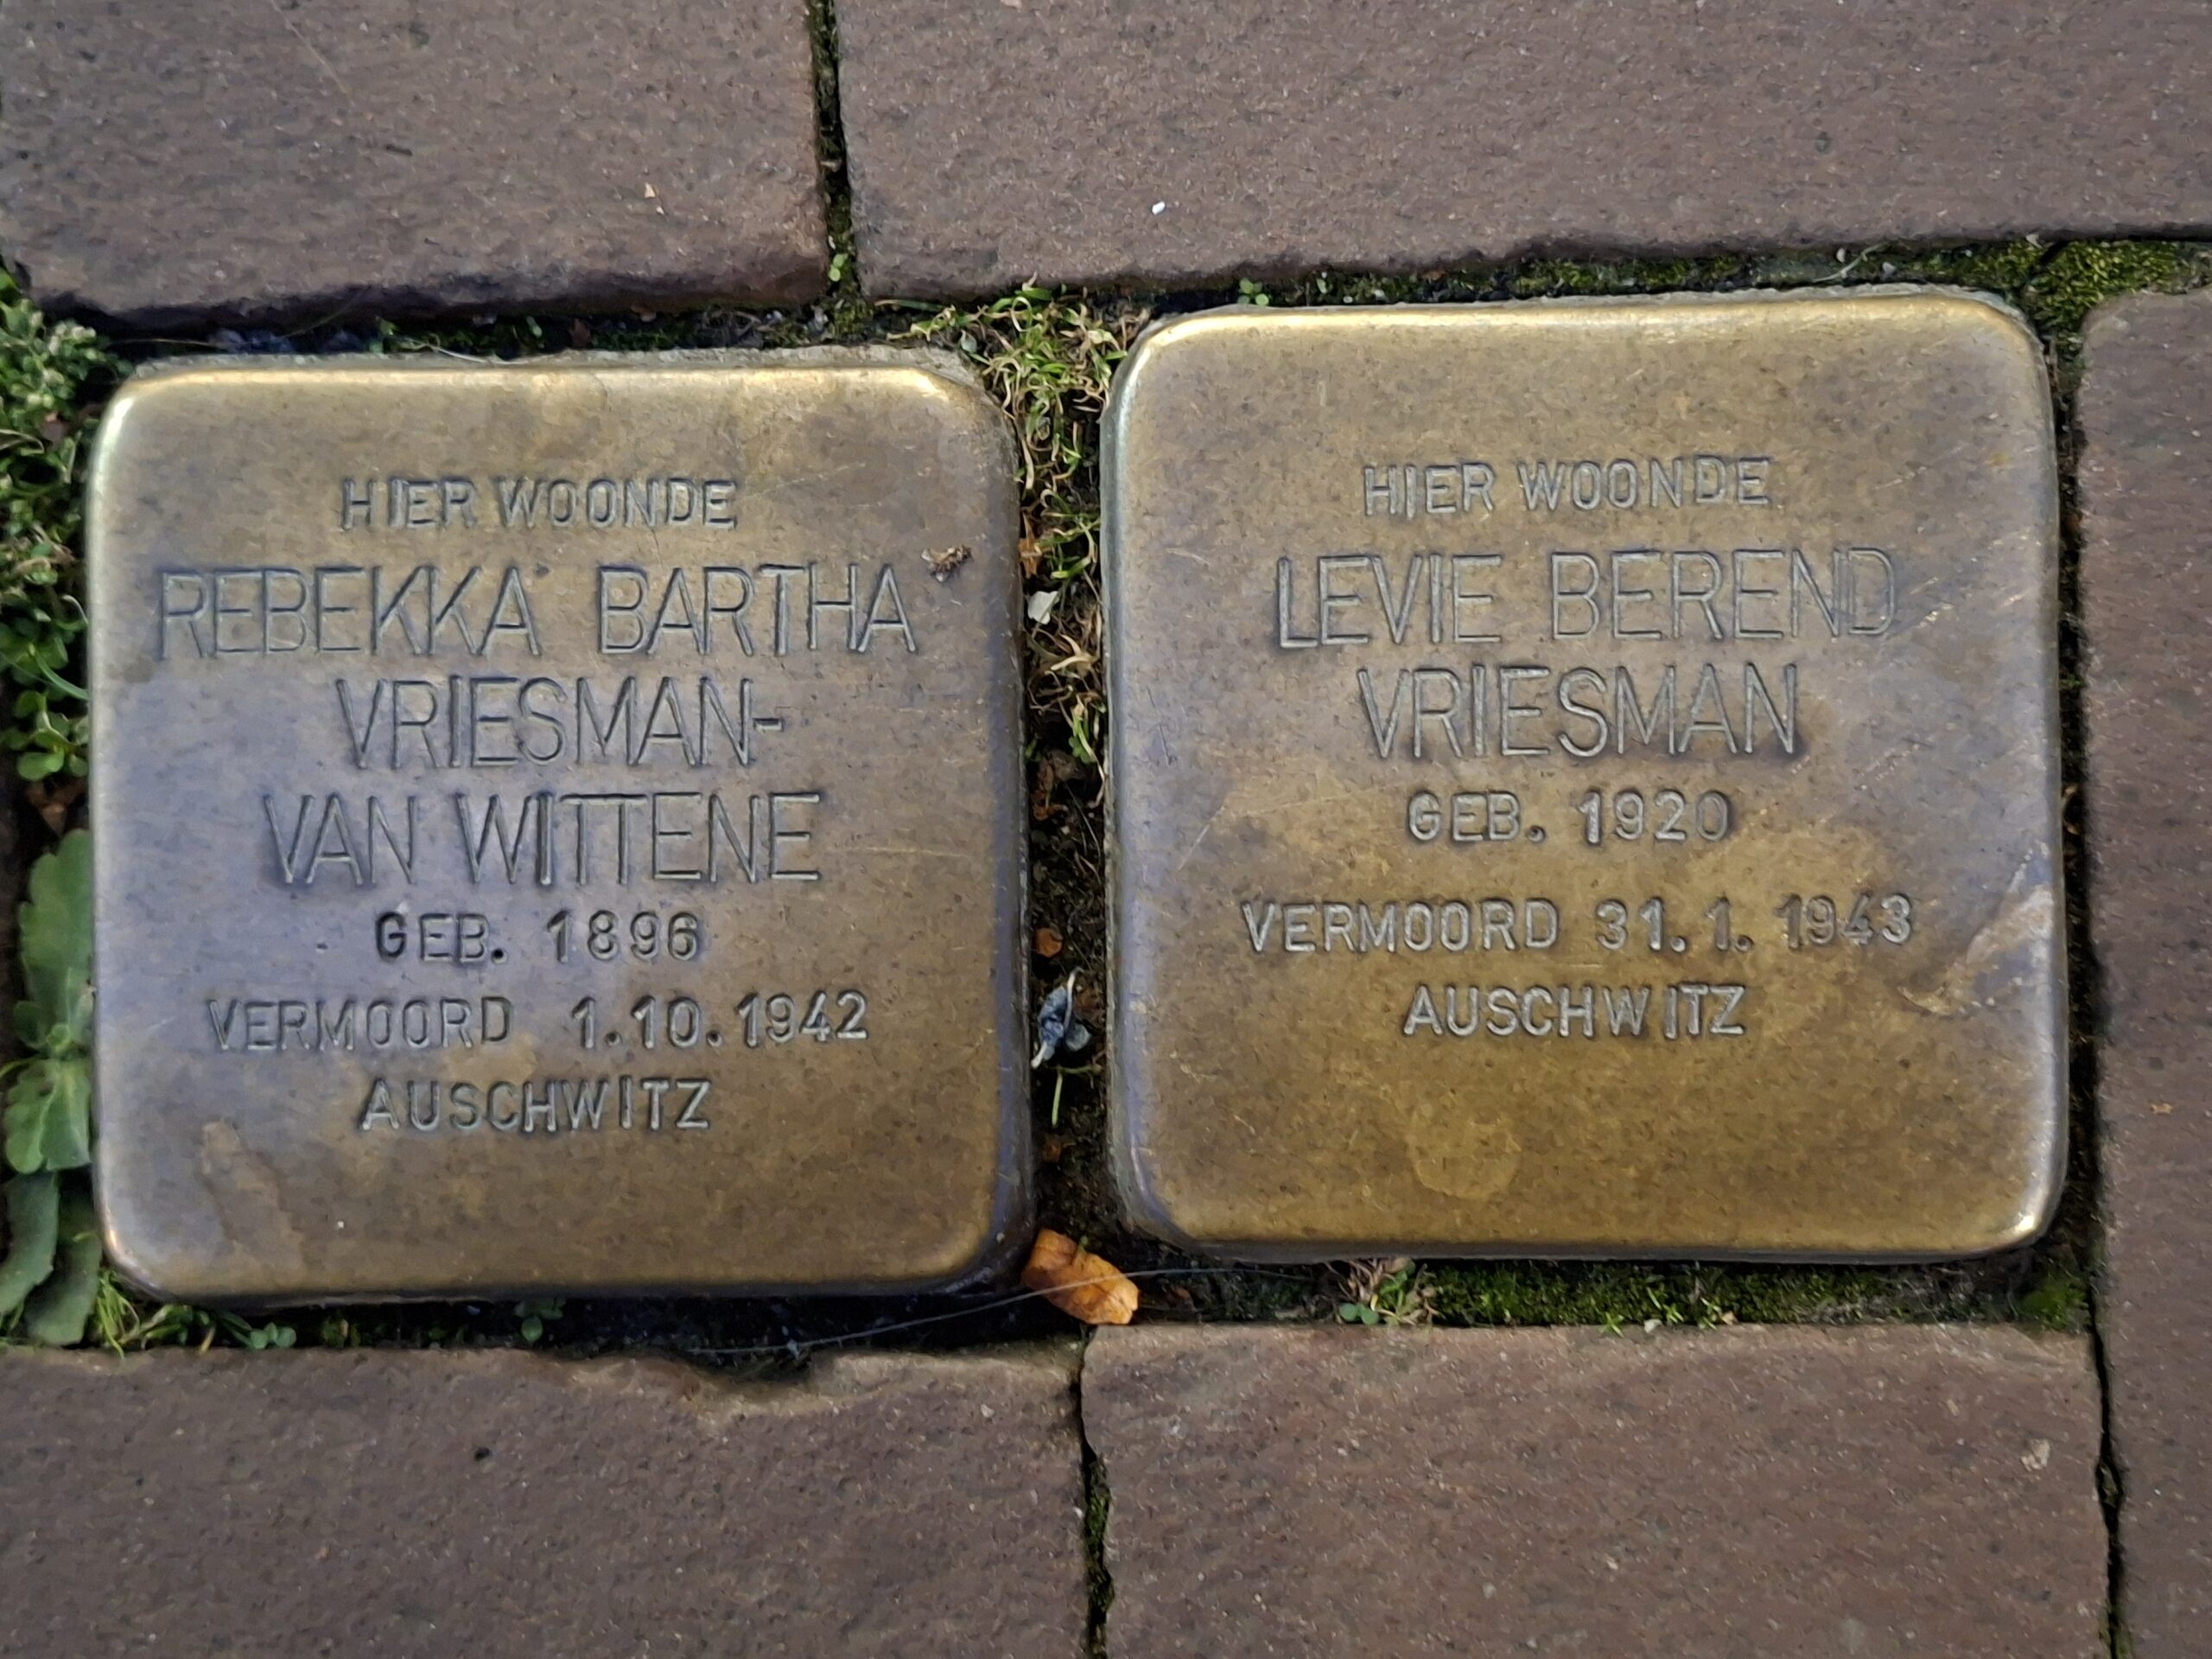 HIER WOONDE
REBEKKA BARTHA
VRIESMAN-
VAN WITTENE
GEB. 1896
VERMOORD 1.10.1942
AUSCHWITZ
HIER WOONDE
LEVIE BEREND
VRIESMAN
GEB. 1920
VERMOORD 31.1.1943
AUSCHWITZ